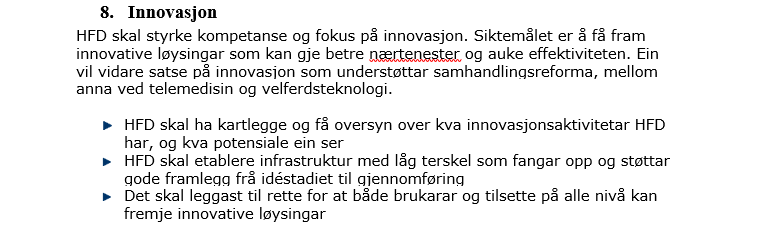 8. Innovasjon
HFD skal styrke kompetanse og fokus på innovasjon. Siktemålet er å få fram
innovative løysingar som kan gje betre nærtenester og auke effektiviteten. Ein
vil vidare satse på innovasjon som understøttar samhandlingsreforma, mellom
anna ved telemedisin og velferdsteknologi.
► HFD skal ha kartlegge og få oversyn over kva innovasjonsaktivitetar HFD
har, og kva potensiale ein ser
► HFD skal etablere infrastruktur med låg terskel som fangar opp og støttar
gode framlegg frå idéstadiet til gjennomføring
► Det skal leggast til rette for at både brukarar og tilsette på alle nivå kan
fremje innovative løysingar